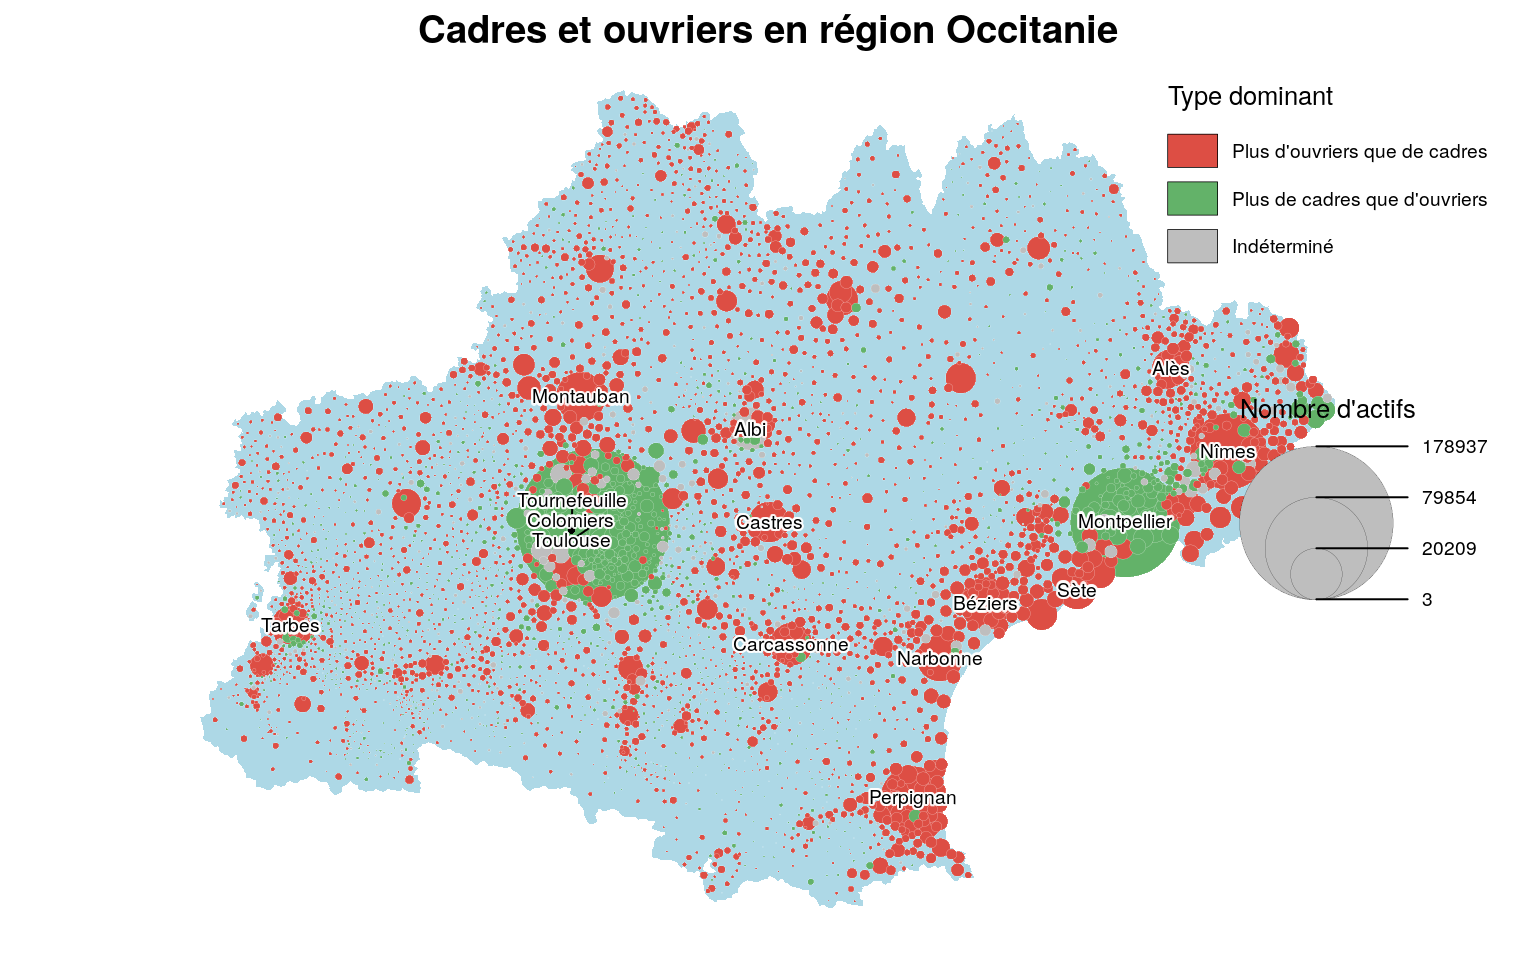 Cadres et ouvriers en région Occitanie
Type dominant
Plus d'ouvriers que de cadres
Plus de cadres que d'ouvriers
Indéterminé
Alès
Montauban
Nombre d'actifs
Albi
178937
Nîmes
79854
Tournefeuille
Colomiers
Toulouse
Castres
Montpellier
20209
Sète
Béziers
3
Tarbes
Carcassonne
Narbonne
Perpignan